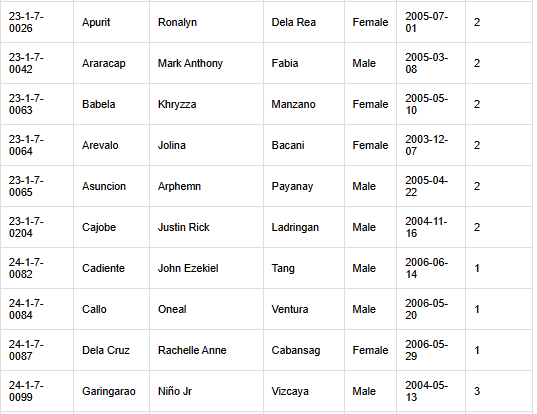 23-1-7-0026 Apurit Ronalyn Dela Rea Female 2005-07-01 2
23-1-7-0042 Araracap Mark Anthony Fabia Male 2005-03-08 2
23-1-7-0063 Babela Khryzza Manzano Female 2005-05-10 2
23-1-7-0064 Arevalo Jolina Bacani Female 2003-12-07 2
23-1-7-0065 Asuncion Arphemn Payanay Male 2005-04-22 2
23-1-7-0204 Cajobe Justin Rick Ladringan Male 2004-11-16 2
24-1-7-0082 Cadiente John Ezekiel Tang Male 2006-06-14 1
24-1-7-0084 Callo Oneal Ventura Male 2006-05-20 1
24-1-7-0087 Dela Cruz Rachelle Anne Cabansag Female 2006-05-29 1
24-1-7-0099 Garingarao Niño Jr Vizcaya Male 2004-05-13 3